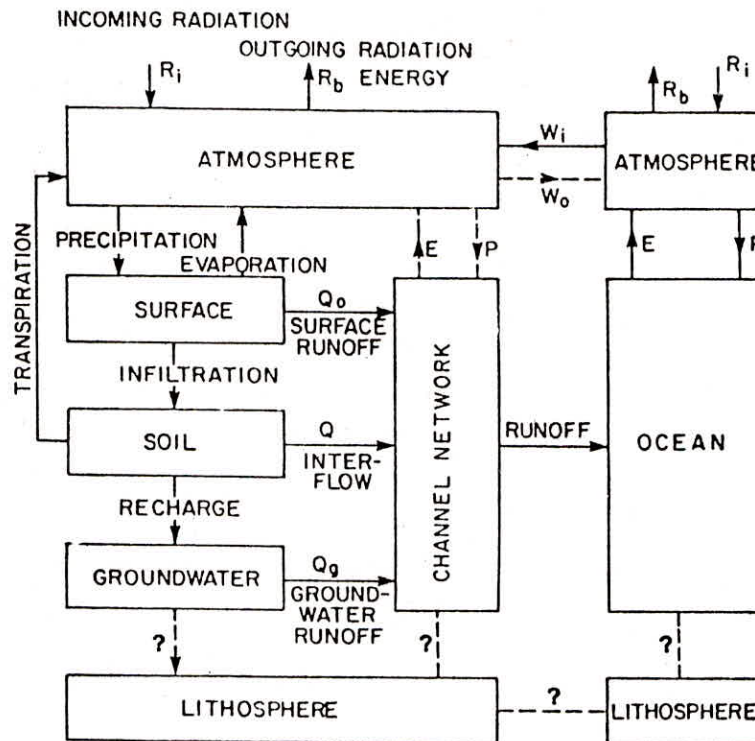 INCOMING RADIATION
OUTGOING RADIATION
ENERGY
Ri
Rb
Rb
Ri
ATMOSPHERE
Wi
Wo
ATMOSPHERE
PRECIPITATION
EVAPORATION
E
P
E
P
TRANSPIRATION
SURFACE
Qo
SURFACE
RUNOFF
INFILTRATION
SOIL
Q
INTER-
FLOW
CHANNEL NETWORK
RUNOFF
OCEAN
RECHARGE
GROUNDWATER
Qg
GROUND-
WATER
RUNOFF
?
?
?
LITHOSPHERE
?
LITHOSPHERE